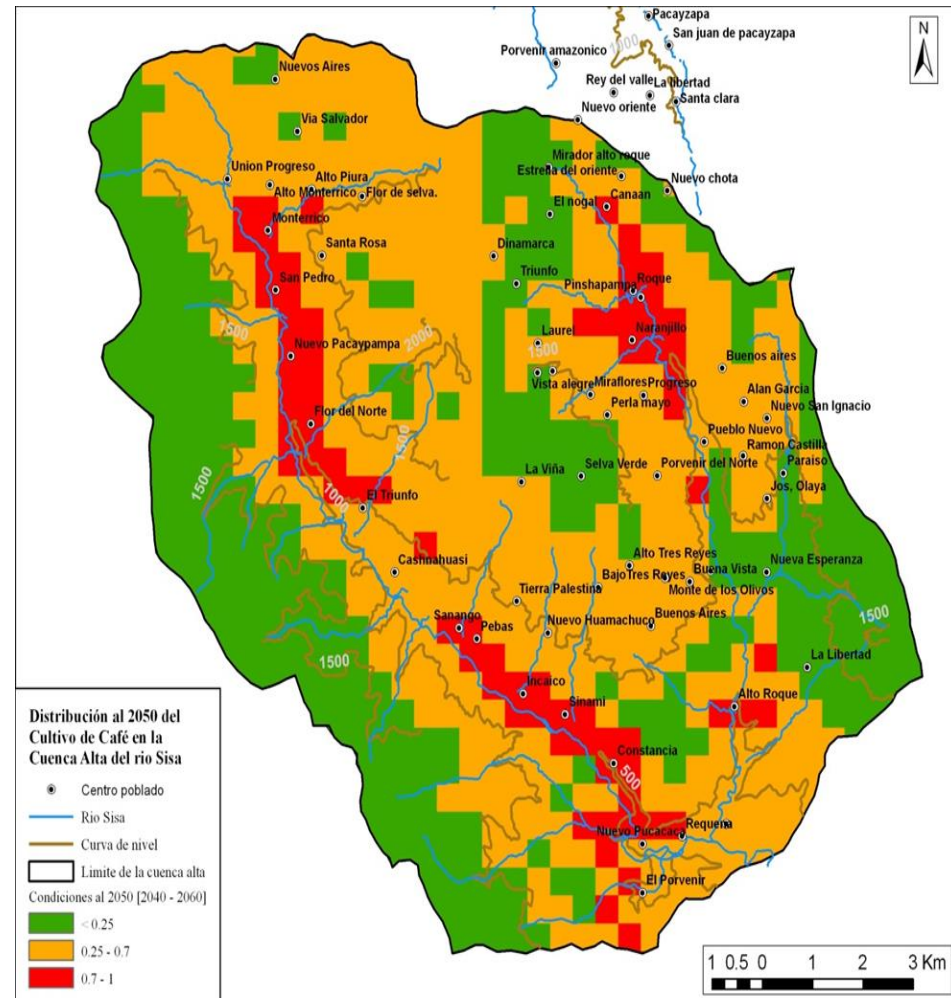 Pacayzapa
N
San juan de pacayzapa
1000
Porvenir amazonico
Nuevos Aires
Rey del valle
La libertad
Santa clara
Nuevo oriente
Via Salvador
Mirador alto roque
Estrella del oriente
Union Progreso
Alto Piura
Alto Monterrico
Flor de selva.
Nuevo chota
Canaan
El nogal
Monterrico
Santa Rosa
Dinamarca
San Pedro
Triunfo
Pinshapampa
Roque
1500
2000
Laurel
Naranjillo
1500
Nuevo Pacaypampa
Buenos aires
Vista alegre
Miraflores
Progreso
Alan Garcia
Perla mayo
Nuevo San Ignacio
Flor del Norte
1500
Pueblo Nuevo
Ramon Castilla
1500
La Viña
Selva Verde
Porvenir del Norte
Paraiso
Jos, Olaya
1000
El Triunfo
Cashnahuasi
Alto Tres Reyes
BajoTres Reyes
Buena Vista
Nueva Esperanza
Monte de los Olivos
Tierra Palestina
1500
Sanango
Pebas
Nuevo Huamachuco
Buenos Aires
1500
La Libertad
Incaico
Sinami
Alto Roque
Constancia
500
Nuevo Pucacaca
Requena
El Porvenir
Distribución al 2050 del
Cultivo de Café en la
Cuenca Alta del rio Sisa
Centro poblado
Rio Sisa
Curva de nivel
Limite de la cuenca alta
Condiciones al 2050 [2040 - 2060]
< 0.25
0.25 - 0.7
0.7 - 1
1 0.5 0 1 2 3 Km